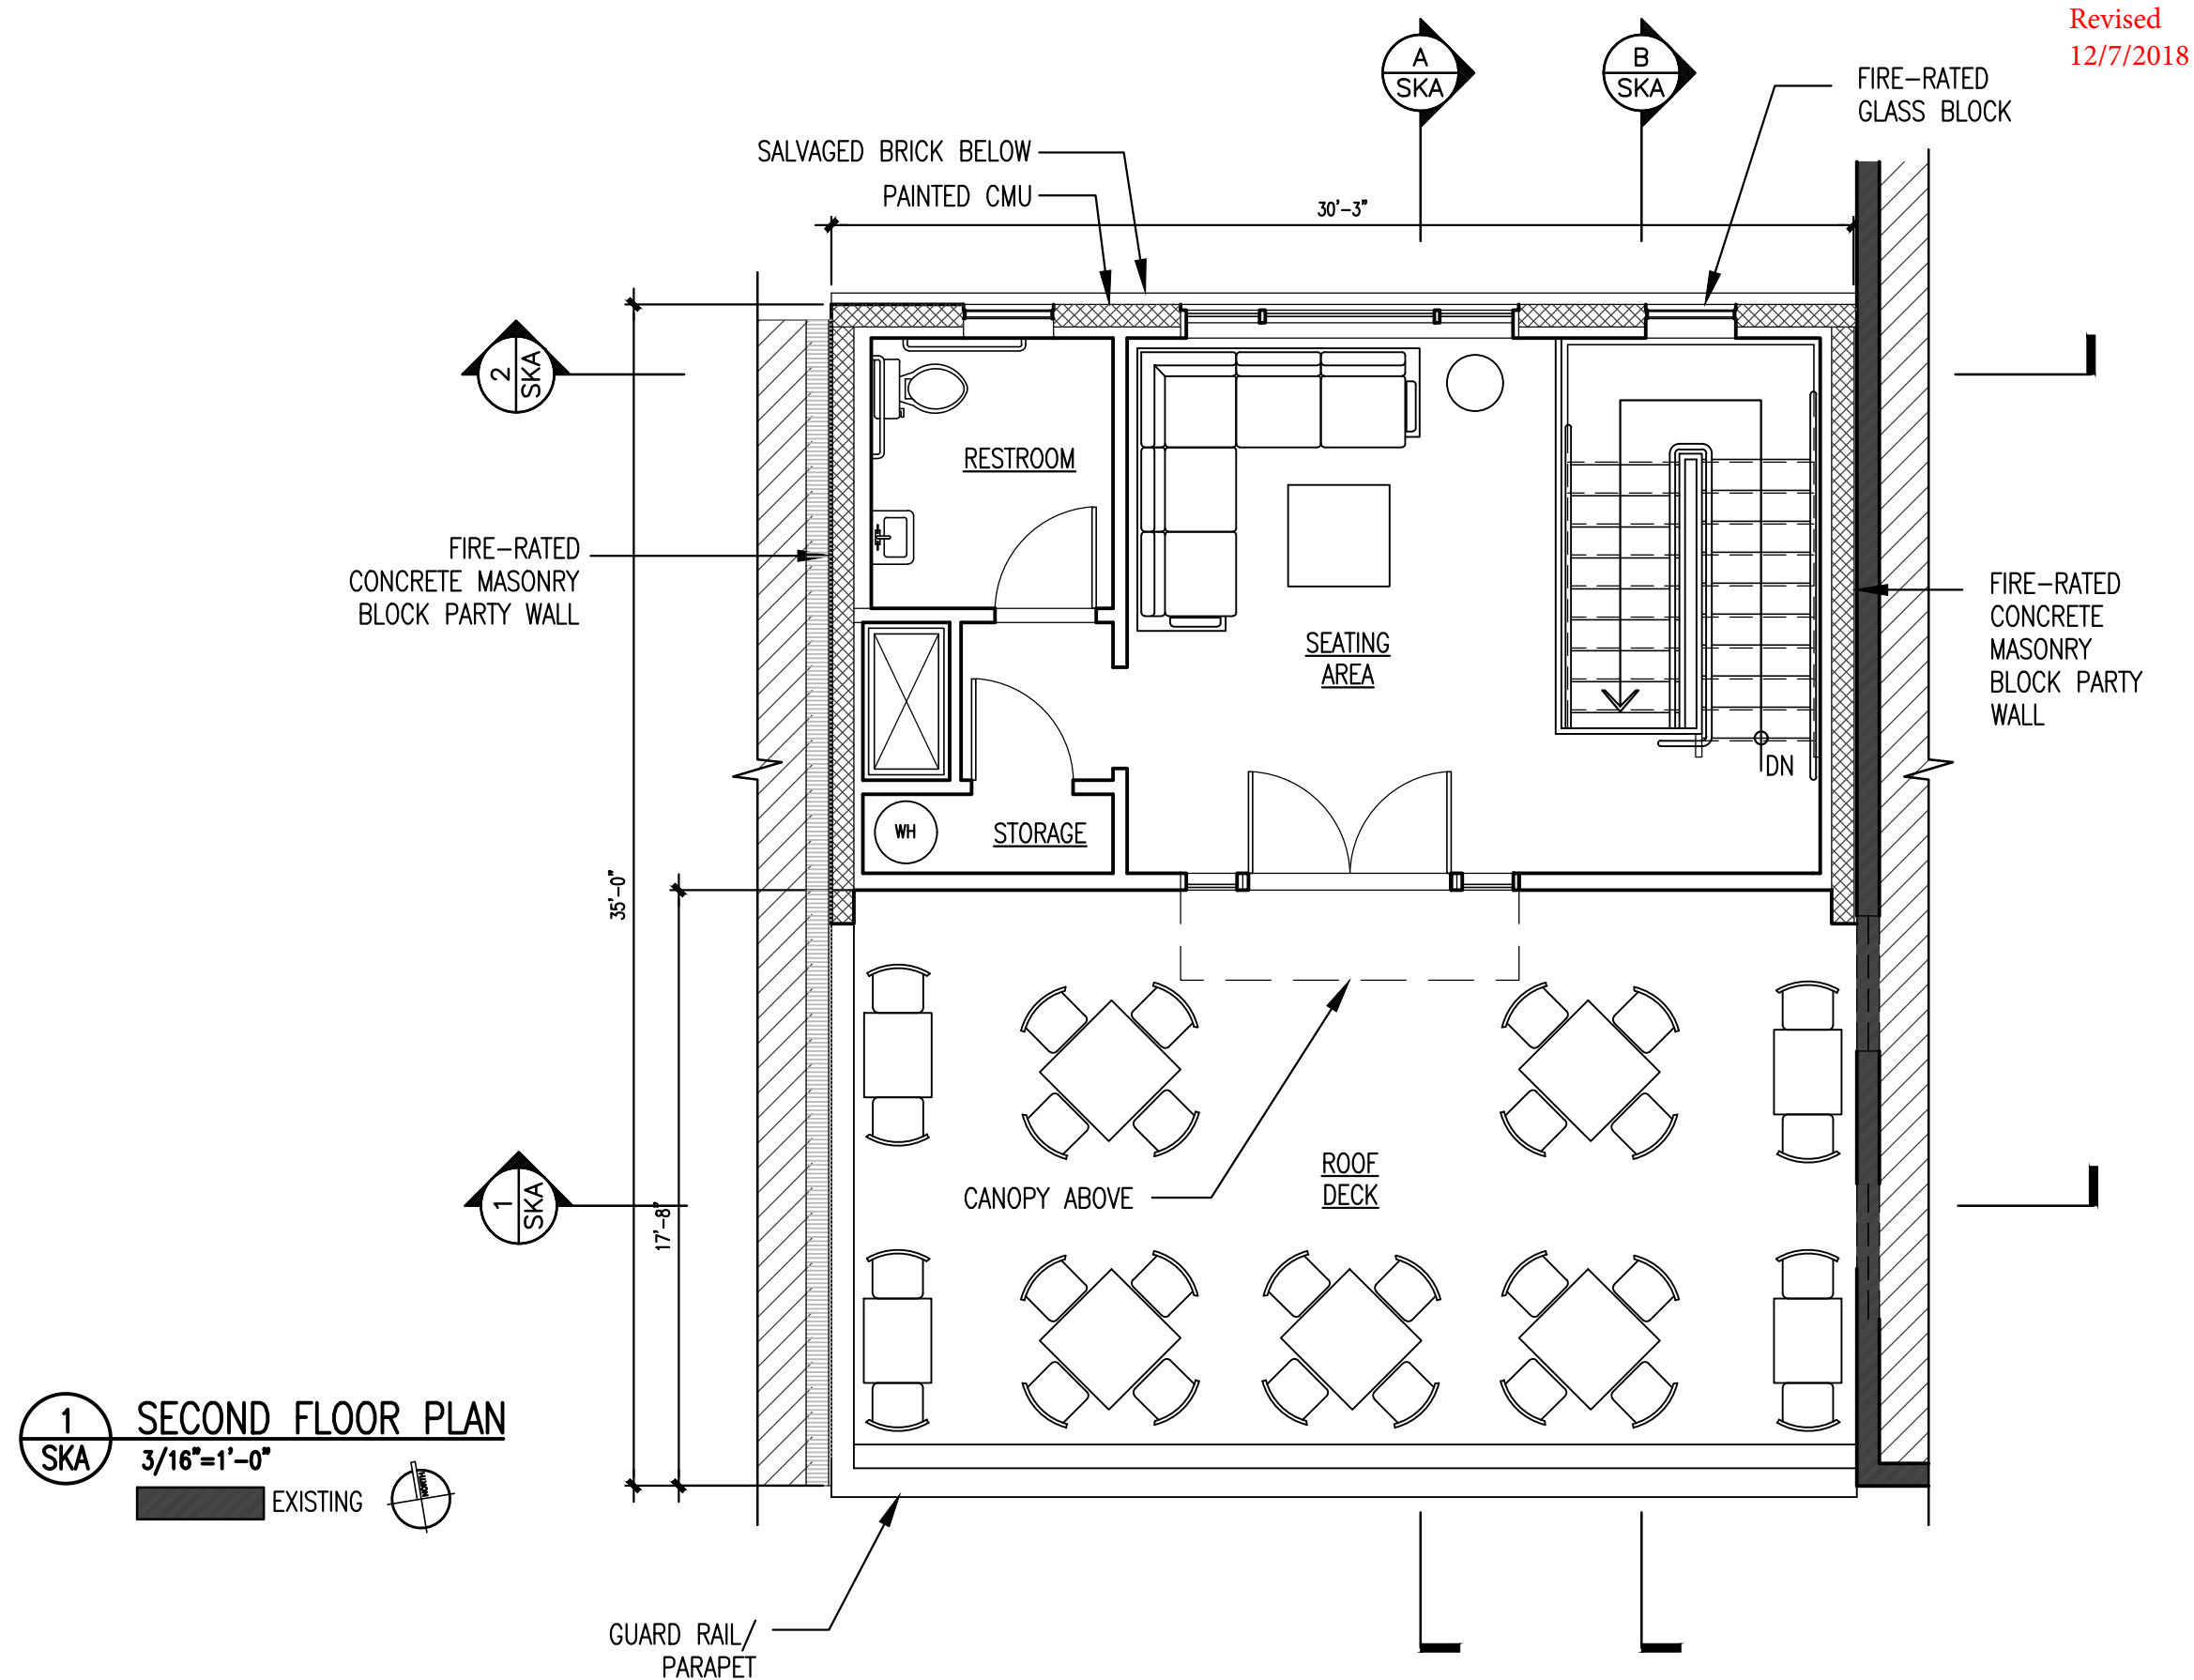 Revised
12/7/2018
A
SKA
B
SKA
FIRE-RATED
GLASS BLOCK
SALVAGED BRICK BELOW
PAINTED CMU
30'-3"
2
SKA
RESTROOM
FIRE-RATED
CONCRETE MASONRY
BLOCK PARTY WALL
FIRE-RATED
CONCRETE
MASONRY
BLOCK PARTY
WALL
SEATING
AREA
DN
WH
STORAGE
35'-0"
17'-8"
1
SKA
CANOPY ABOVE
ROOF
DECK
1
SKA
SECOND FLOOR PLAN
3/16"=1'-0"
EXISTING
NORTH
GUARD RAIL/
PARAPET